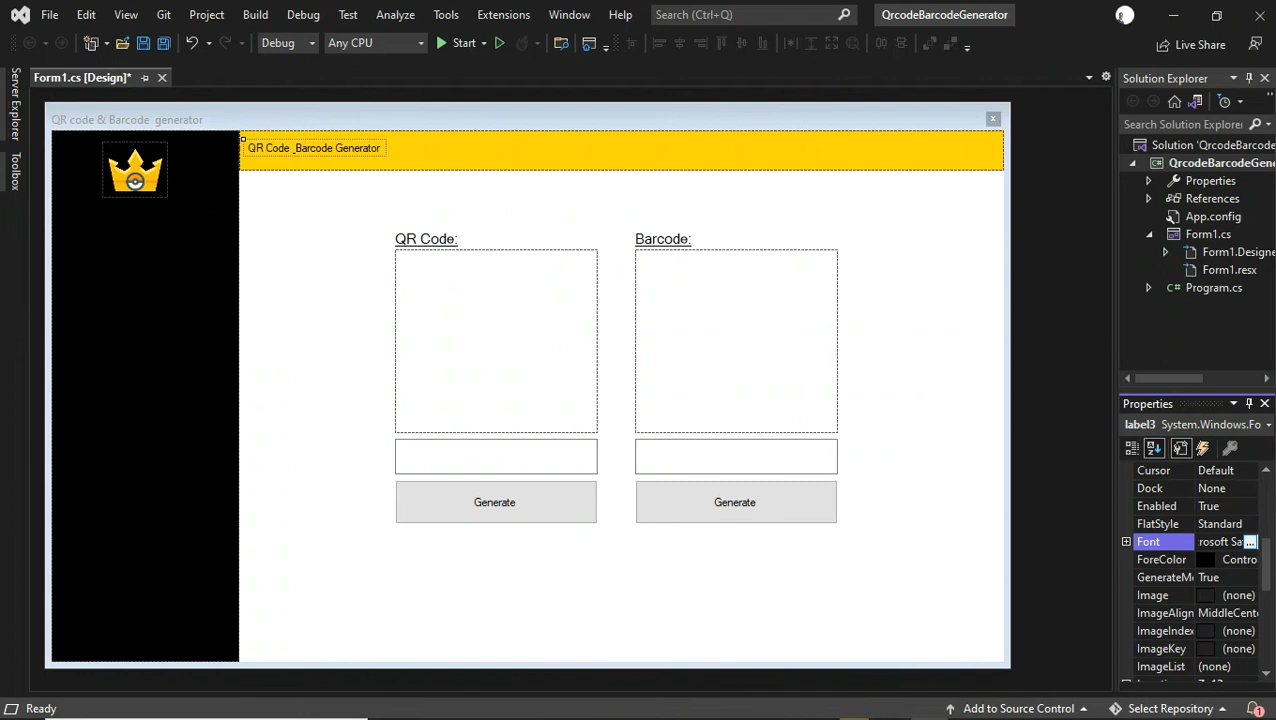 File Edit View Git Project Build Debug Test Analyze Tools Extensions Window Help Search (Ctrl+Q) QrcodeBarcodeGenerator
Debug Any CPU Start Live Share
Server Explorer
Toolbox
Form1.cs [Design]*
QR code & Barcode generator x
QR Code _Barcode Generator
QR Code: Barcode:
Generate Generate
Solution Explorer
Search Solution Explorer
Solution 'QrcodeBarcod
QrcodeBarcodeGen
Properties
References
App.config
Form1.cs
Form1.Designe
Form1.resx
Program.cs
Properties
label3 System.Windows.Fo
Cursor Default
Dock None
Enabled True
FlatStyle Standard
Font rosoft Sa ...
ForeColor Contro
GenerateM True
Image (none)
ImageAlign MiddleCent
ImageIndex (none)
ImageKey (none)
ImageList (none)
Ready Add to Source Control Select Repository 1